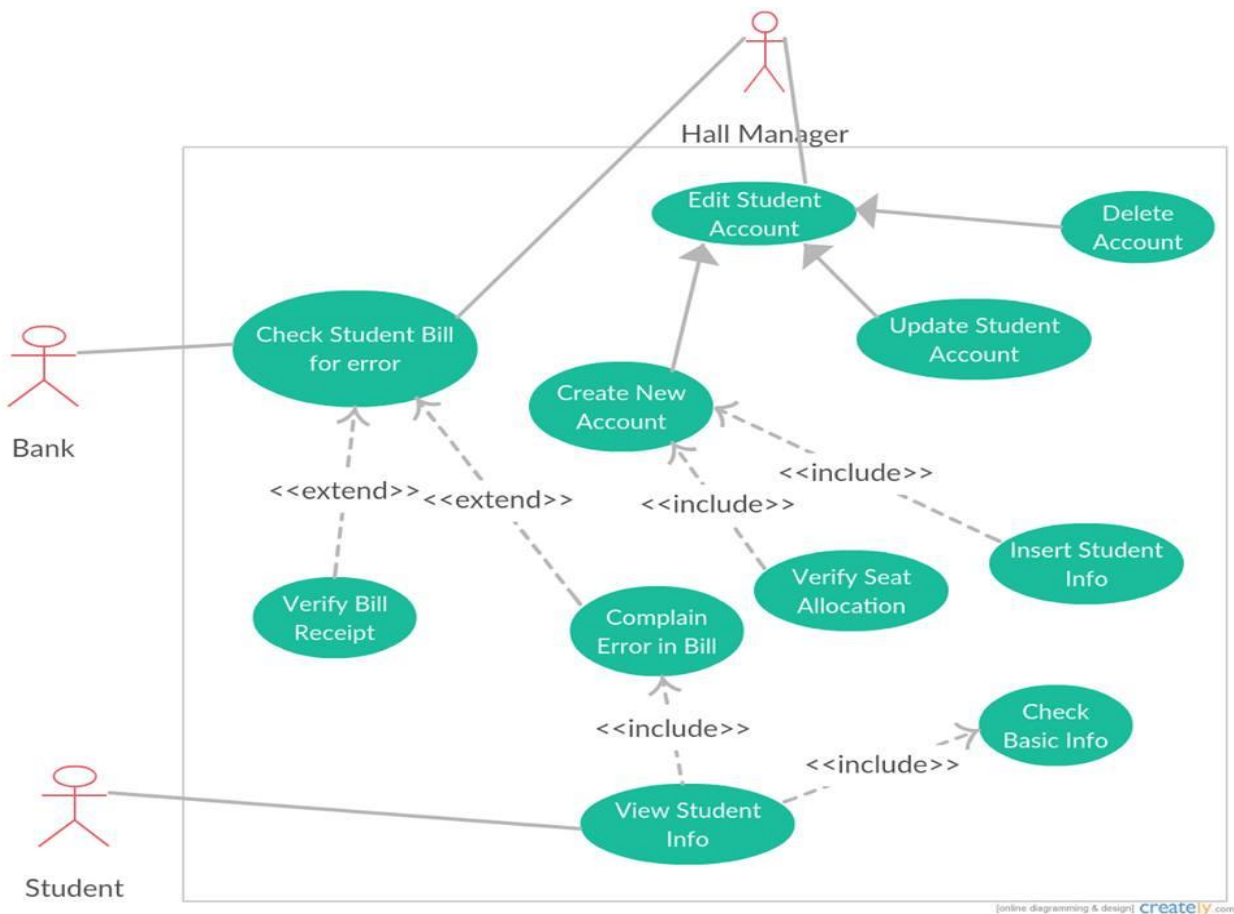 Hall Manager
Edit Student
Account
Delete
Account
Check Student Bill
for error
Update Student
Account
Bank
Create New
Account
<<include>>
<<extend>>
<<extend>>
<<include>>
Verify Bill
Receipt
Complain
Error in Bill
Verify Seat
Allocation
Insert Student
Info
<<include>>
Check
Basic Info
<<include>>
View Student
Info
Student
[online diagramming & design] creately.com